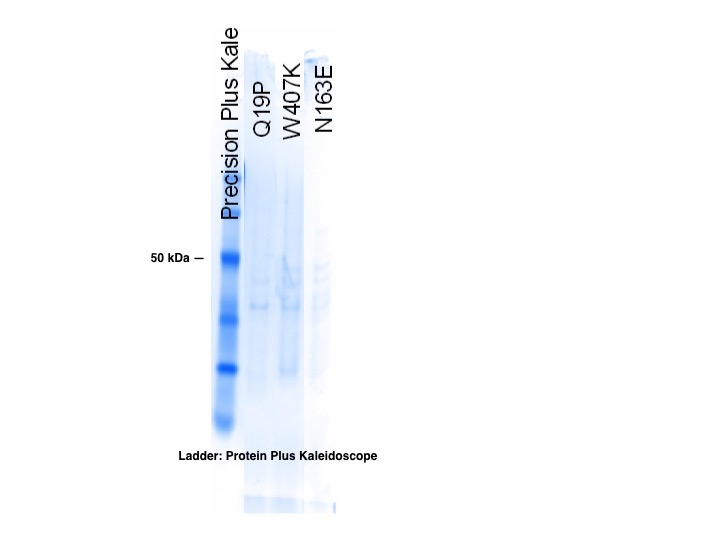 Precision Plus Kale
Q19P
W407K
N163E
50 kDa –
Ladder: Protein Plus Kaleidoscope